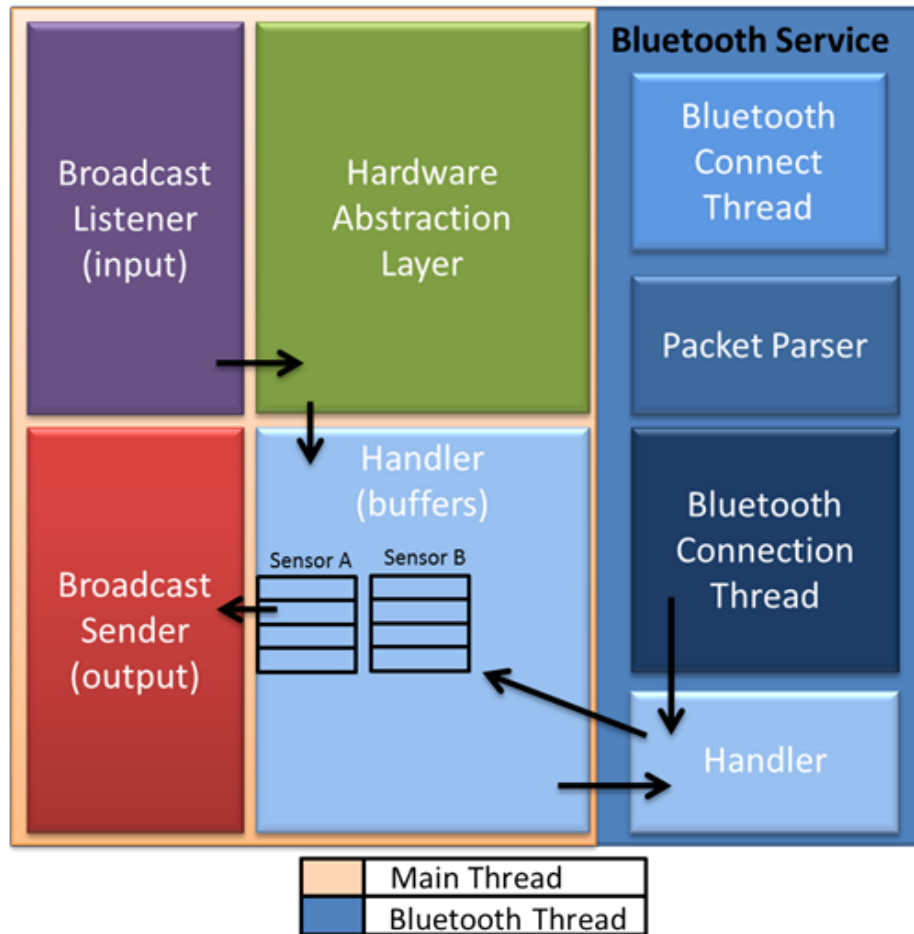 Broadcast
Listener
(input)
Hardware
Abstraction
Layer
Bluetooth Service
Bluetooth
Connect
Thread
Packet Parser
Broadcast
Sender
(output)
Handler
(buffers)
Sensor A
Sensor B
Bluetooth
Connection
Thread
Handler
Main Thread
Bluetooth Thread